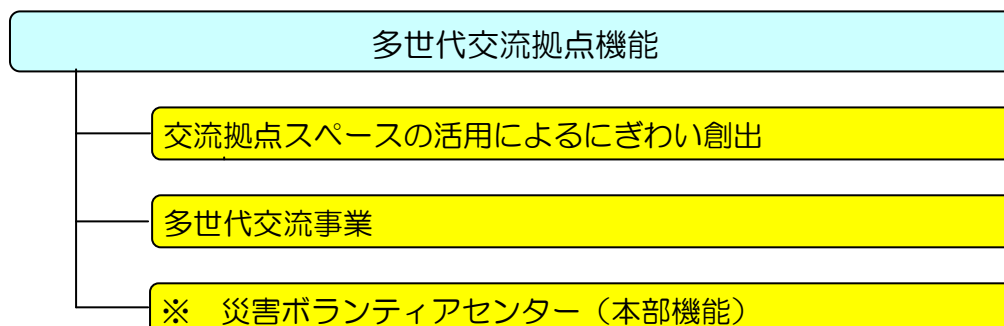 多世代交流拠点機能
交流拠点スペースの活用によるにぎわい創出
多世代交流事業
※　災害ボランティアセンター（本部機能）